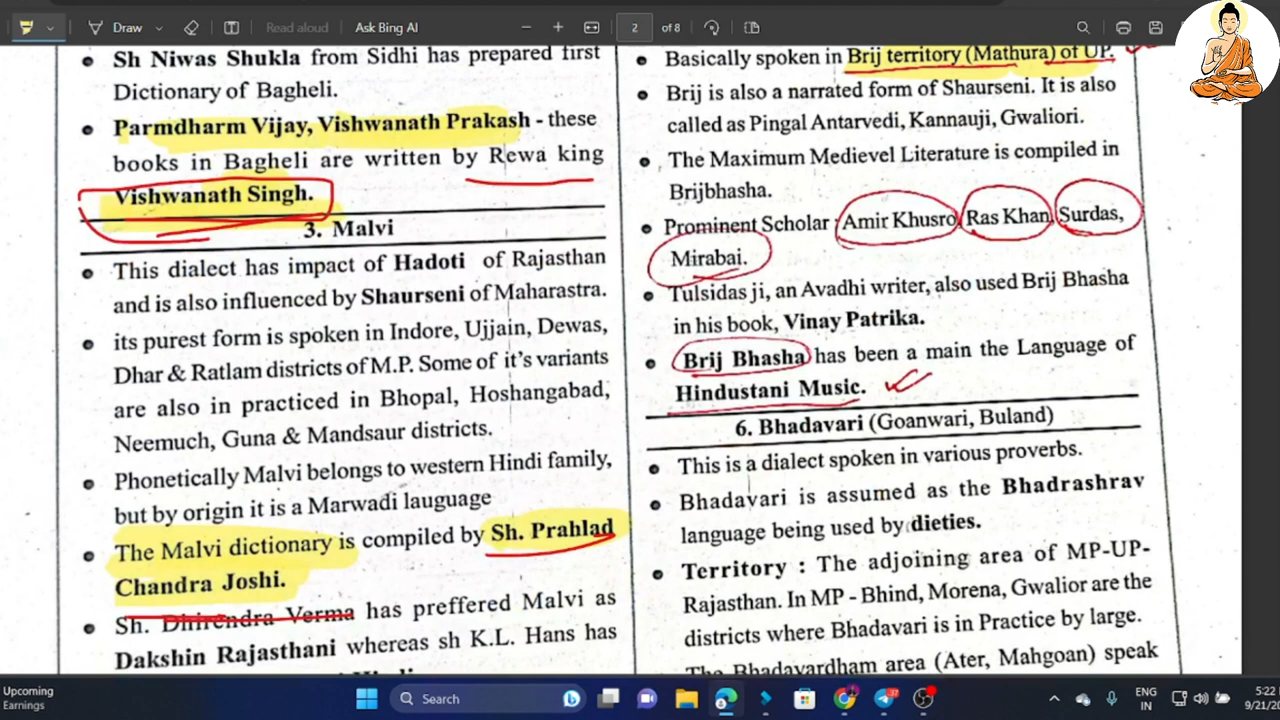 Draw
Read aloud
Ask Bing AI
2
of 8
Sh Niwas Shukla from Sidhi has prepared first
Dictionary of Bagheli.
Parmdharm Vijay, Vishwanath Prakash - these
books in Bagheli are written by Rewa king
Vishwanath Singh.
3. Malvi
This dialect has impact of Hadoti of Rajasthan
and is also influenced by Shaurseni of Maharastra.
its purest form is spoken in Indore, Ujjain, Dewas,
Dhar & Ratlam districts of M.P. Some of it's variants
are also in practiced in Bhopal, Hoshangabad,
Neemuch, Guna & Mandsaur districts.
Phonetically Malvi belongs to western Hindi family,
but by origin it is a Marwadi lauguage
The Malvi dictionary is compiled by Sh. Prahlad
Chandra Joshi.
Sh. Dhirendra Verma has preffered Malvi as
Dakshin Rajasthani whereas sh K.L. Hans has
Basically spoken in Brij territory (Mathura) of UP.
Brij is also a narrated form of Shaurseni. It is also
called as Pingal Antarvedi, Kannauji, Gwaliori.
The Maximum Medievel Literature is compiled in
Brijbhasha.
Prominent Scholar : Amir Khusro, Ras Khan, Surdas,
Mirabai.
Tulsidas ji, an Avadhi writer, also used Brij Bhasha
in his book, Vinay Patrika.
Brij Bhasha has been a main the Language of
Hindustani Music.
6. Bhadavari (Goanwari, Buland)
This is a dialect spoken in various proverbs.
Bhadavari is assumed as the Bhadrashrav
language being used by dieties.
Territory : The adjoining area of MP-UP-
Rajasthan. In MP - Bhind, Morena, Gwalior are the
districts where Bhadavari is in Practice by large.
The Bhadavardham area (Ater, Mahgoan) speak
Upcoming
Earnings
Search
ENG
IN
5:22
9/21/20